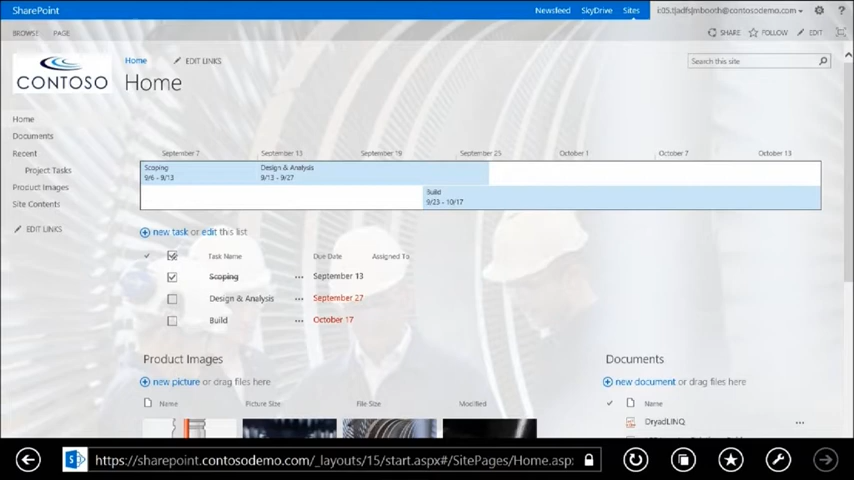 SharePoint
Newsfeed SkyDrive Sites
BROWSE PAGE
SHARE FOLLOW EDIT
CONTOSO
Home EDIT LINKS
Home
Search this site
Home
Documents
Recent
Project Tasks
Product Images
Site Contents
EDIT LINKS
September 7 September 13 September 19 September 25 October 1 October 7 October 13
Scoping
9/6 - 9/13
Design & Analysis
9/13 - 9/27
Build
9/23 - 10/17
new task or edit this list
Task Name Due Date Assigned To
Scoping ... September 13
Design & Analysis ... September 27
Build ... October 17
Product Images
new picture or drag files here
Name Picture Size File Size Modified
Documents
new document or drag files here
Name
DryadLINQ ...
https://sharepoint.contosodemo.com/_layouts/15/start.aspx#/SitePages/Home.asp